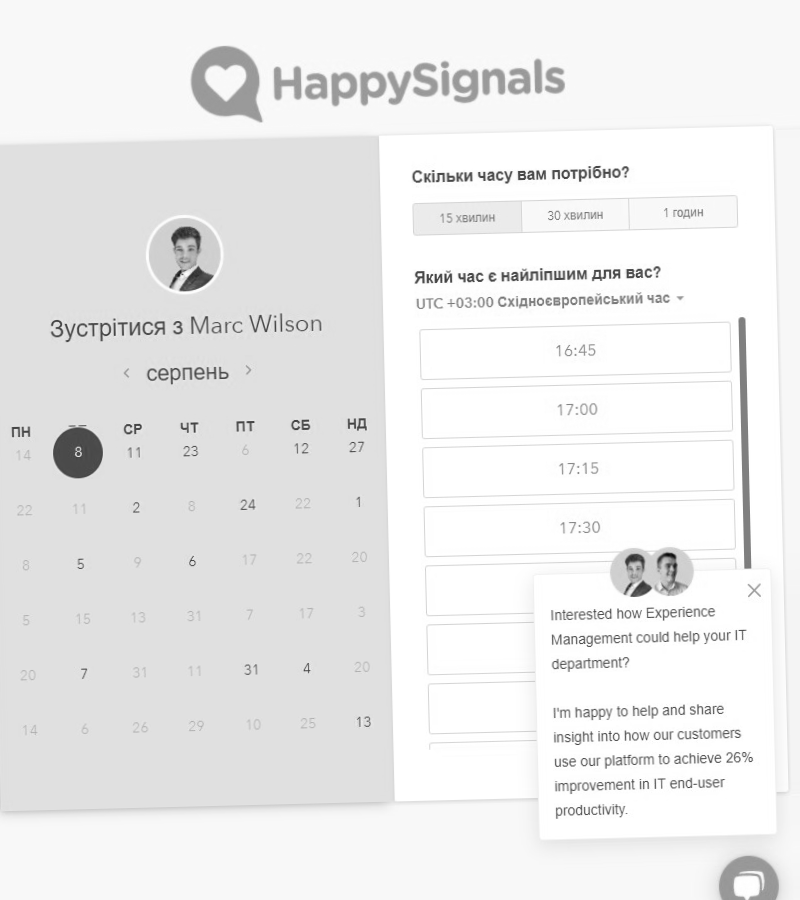 HappySignals
Зустрітися з Marc Wilson
серпень
ПН СР ЧТ ПТ СБ НД
14 8 11 23 6 12 27
22 11 2 8 24 22 1
8 5 9 6 17 22 20
5 15 13 31 7 17 3
20 7 31 11 31 4 20
14 6 26 29 10 25 13
Скільки часу вам потрібно?
15 хвилин 30 хвилин 1 годин
Який час є найліпшим для вас?
UTC +03:00 Східноєвропейський час
16:45
17:00
17:15
17:30
Interested how Experience
Management could help your IT
department?
I'm happy to help and share
insight into how our customers
use our platform to achieve 26%
improvement in IT end-user
productivity.